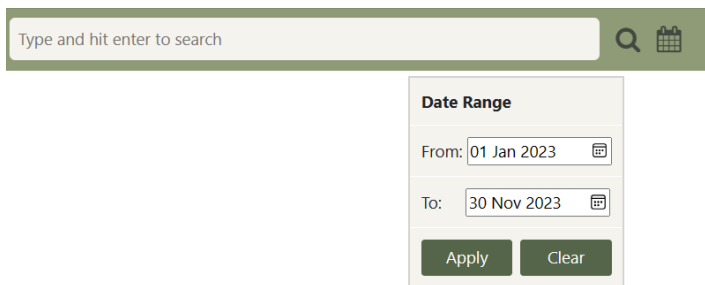 Type and hit enter to search
Date Range
From: 01 Jan 2023
To: 30 Nov 2023
Apply Clear